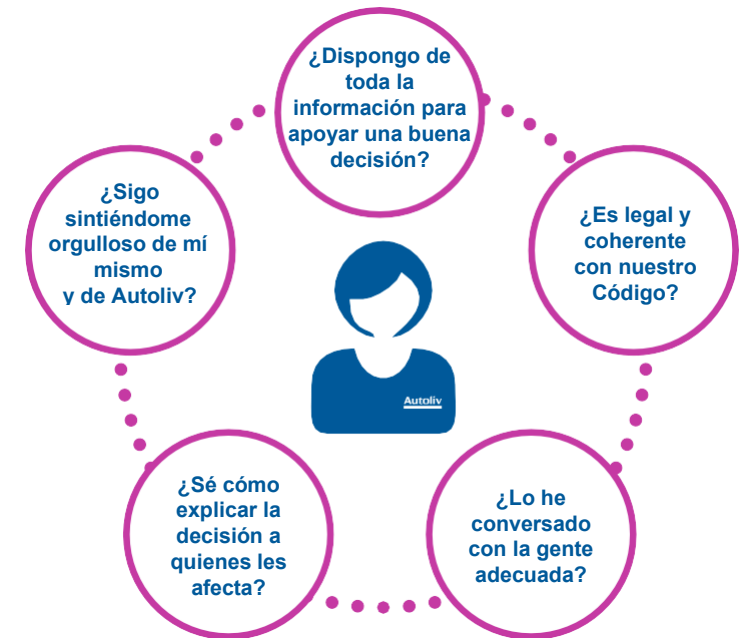 ¿Dispongo de
toda la
información para
apoyar una buena
decisión?
¿Es legal y
coherente
con nuestro
Código?
¿Lo he
conversado
con la gente
adecuada?
¿Sé cómo
explicar la
decisión a
quienes les
afecta?
¿Sigo
sintiéndome
orgulloso de mí
mismo
y de Autoliv?
Autoliv